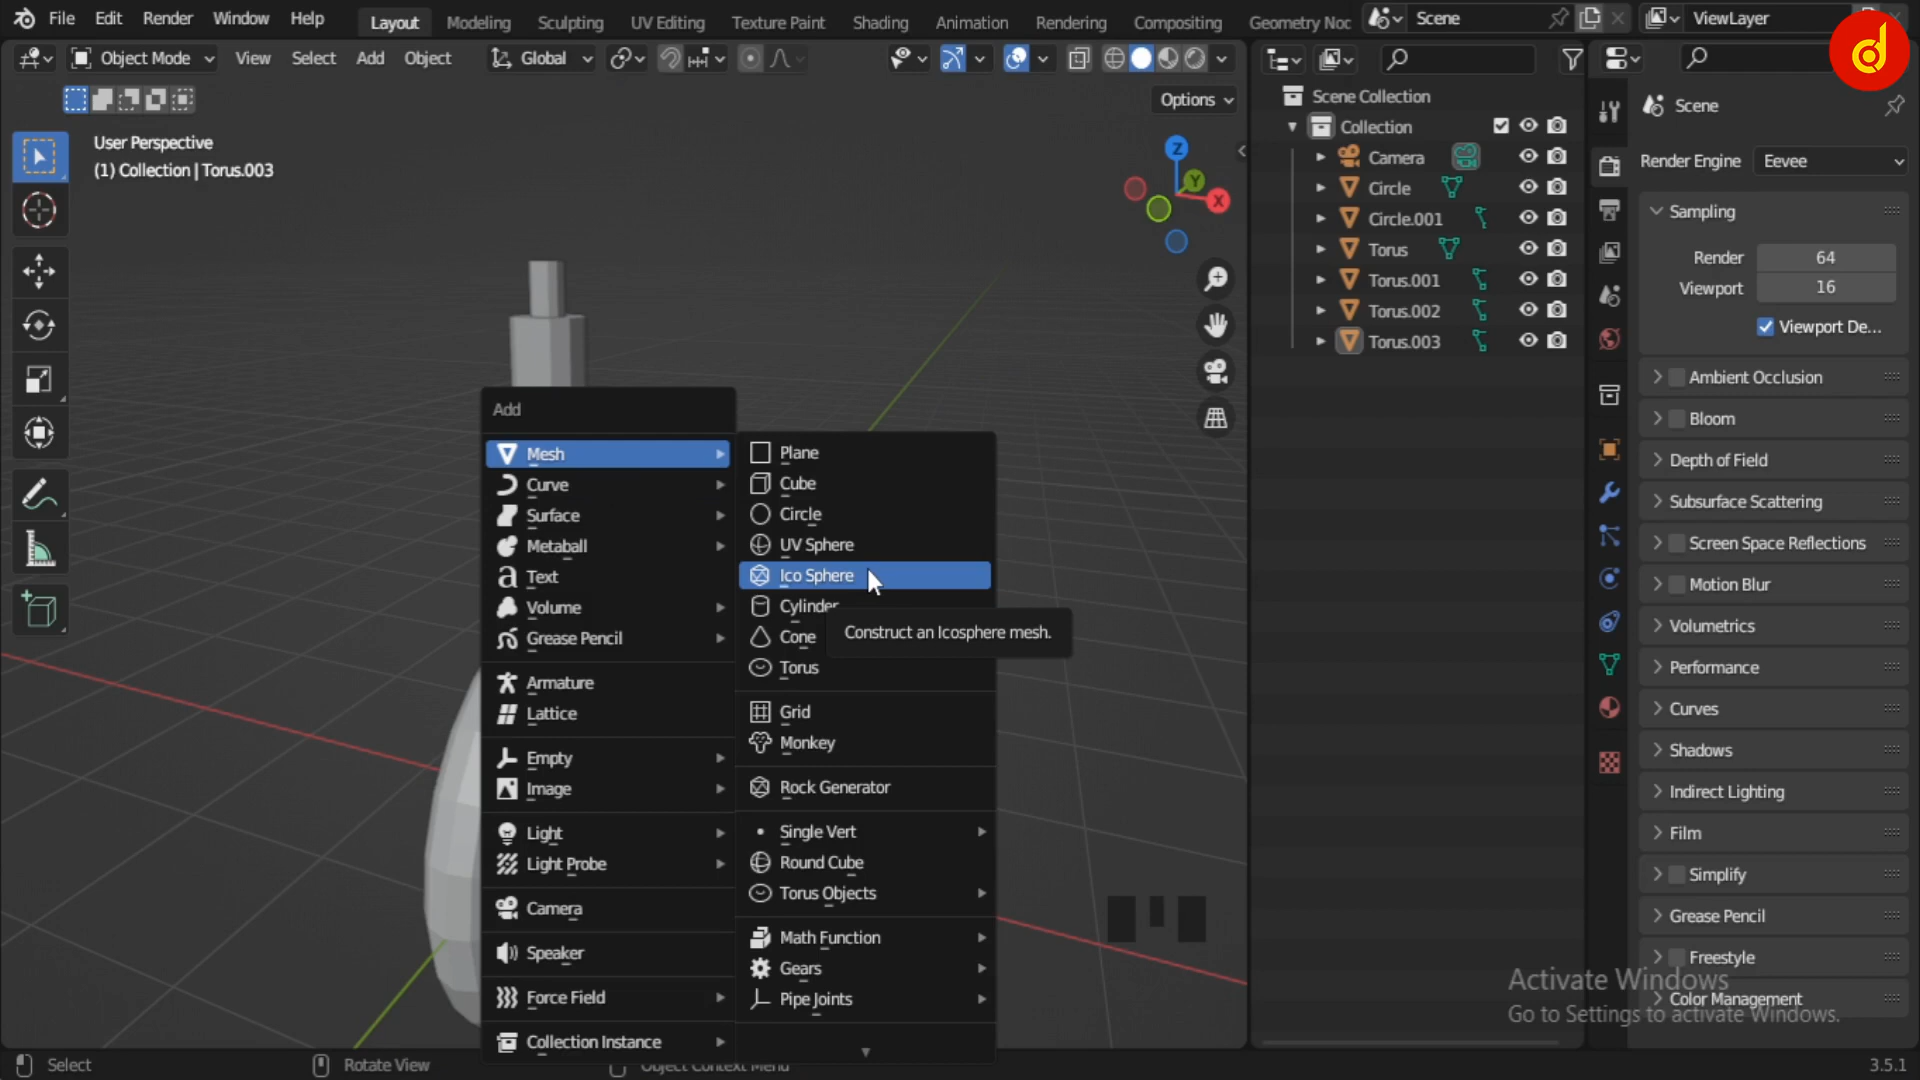 File Edit Render Window Help Layout Modeling Sculpting UV Editing Texture Paint Shading Animation Rendering Compositing Geometry Noc Scene ViewLayer
Object Mode View Select Add Object Global
Options
User Perspective
(1) Collection | Torus.003
Z
Y
X
Add
Mesh
Curve
Surface
Metaball
Text
Volume
Grease Pencil
Armature
Lattice
Empty
Image
Light
Light Probe
Camera
Speaker
Force Field
Collection Instance
Plane
Cube
Circle
UV Sphere
Ico Sphere
Cylinder
Cone
Torus
Grid
Monkey
Rock Generator
Single Vert
Round Cube
Torus Objects
Math Function
Gears
Pipe Joints
Construct an Icosphere mesh.
Scene Collection
Collection
Camera
Circle
Circle.001
Torus
Torus.001
Torus.002
Torus.003
Scene
Render Engine Eevee
Sampling
Render 64
Viewport 16
Viewport De...
Ambient Occlusion
Bloom
Depth of Field
Subsurface Scattering
Screen Space Reflections
Motion Blur
Volumetrics
Performance
Curves
Shadows
Indirect Lighting
Film
Simplify
Grease Pencil
Freestyle
Color Management
Activate Windows
Go to Settings to activate Windows.
Select Rotate View Object Context Menu 3.5.1